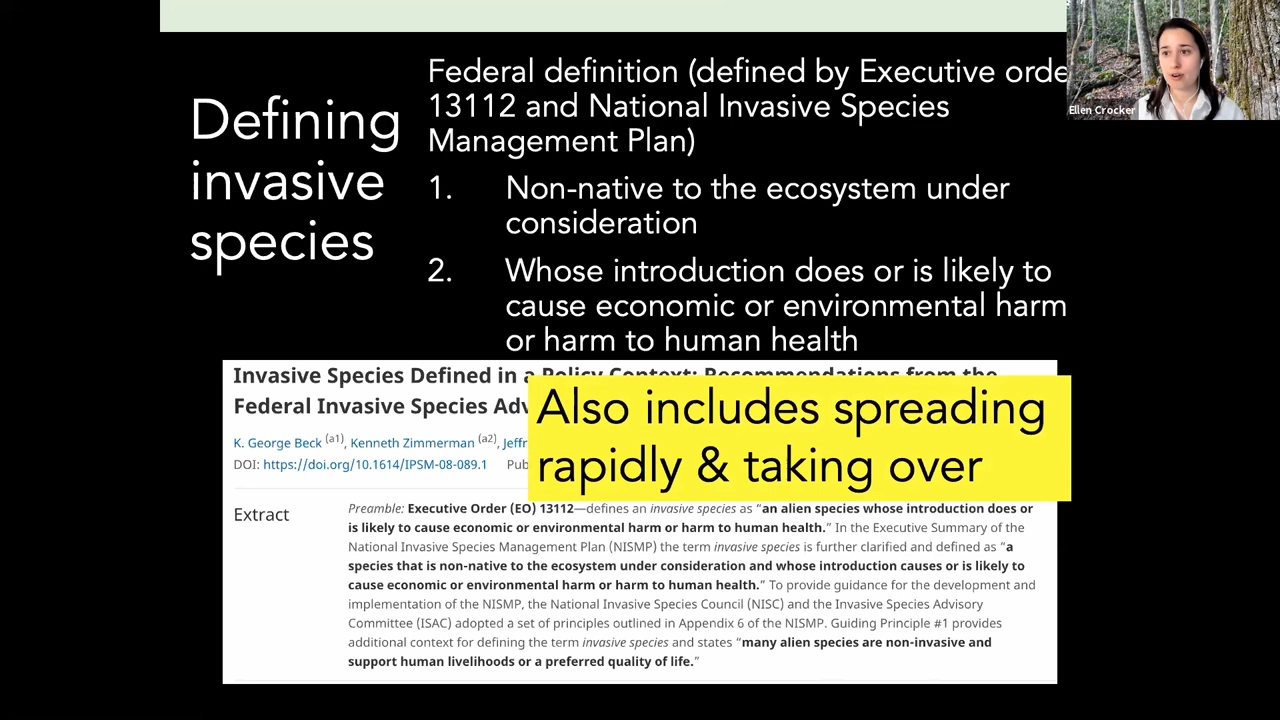 Defining
invasive
species
Federal definition (defined by Executive orde
13112 and National Invasive Species
Management Plan)
1. Non-native to the ecosystem under
consideration
2. Whose introduction does or is likely to
cause economic or environmental harm
or harm to human health
Ellen Crocker
Invasive Species Defined in a Policy Context: Recommendations from the
Federal Invasive Species Adv
Also includes spreading
rapidly & taking over
K. George Beck (a1), Kenneth Zimmerman (a2), Jeffr
DOI: https://doi.org/10.1614/IPSM-08-089.1 Pub
Extract
Preamble: Executive Order (EO) 13112—defines an invasive species as “an alien species whose introduction does or
is likely to cause economic or environmental harm or harm to human health.” In the Executive Summary of the
National Invasive Species Management Plan (NISMP) the term invasive species is further clarified and defined as “a
species that is non-native to the ecosystem under consideration and whose introduction causes or is likely to
cause economic or environmental harm or harm to human health.” To provide guidance for the development and
implementation of the NISMP, the National Invasive Species Council (NISC) and the Invasive Species Advisory
Committee (ISAC) adopted a set of principles outlined in Appendix 6 of the NISMP. Guiding Principle #1 provides
additional context for defining the term invasive species and states “many alien species are non-invasive and
support human livelihoods or a preferred quality of life.”